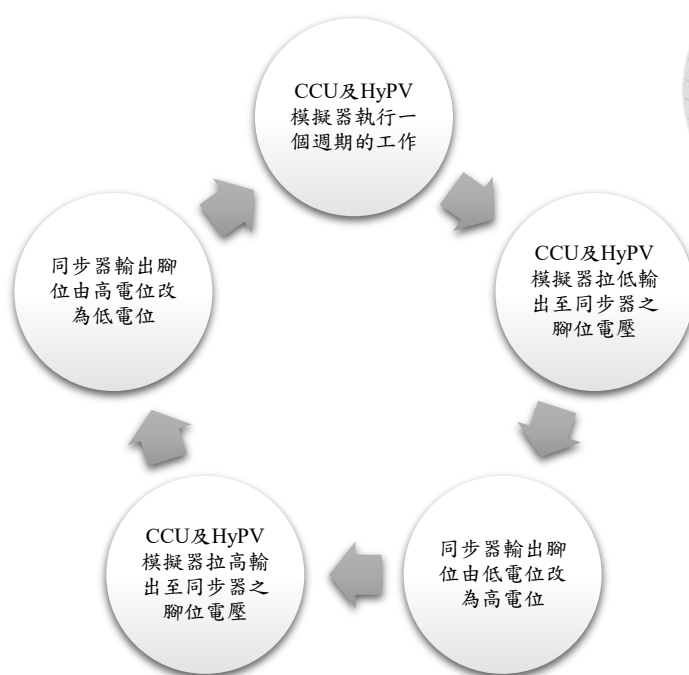 CCU及HyPV
模擬器執行一
個週期的工作
CCU及HyPV
模擬器拉低輸
出至同步器之
腳位電壓
同步器輸出腳
位由低電位改
為高電位
CCU及HyPV
模擬器拉高輸
出至同步器之
腳位電壓
同步器輸出腳
位由高電位改
為低電位